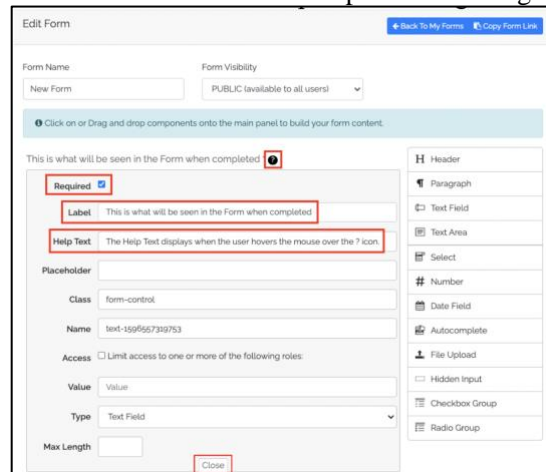 Edit Form
Back To My Forms Copy Form Link
Form Name Form Visibility
New Form PUBLIC (available to all users)
Click on or Drag and drop components onto the main panel to build your form content.
This is what will be seen in the Form when completed * ?
Required
Label This is what will be seen in the Form when completed
Help Text The Help Text displays when the user hovers the mouse over the ? icon.
Placeholder
Class form-control
Name text-1596557319753
Access Limit access to one or more of the following roles:
Value Value
Type Text Field
Max Length
Close
Header
Paragraph
Text Field
Text Area
Select
Number
Date Field
Autocomplete
File Upload
Hidden Input
Checkbox Group
Radio Group